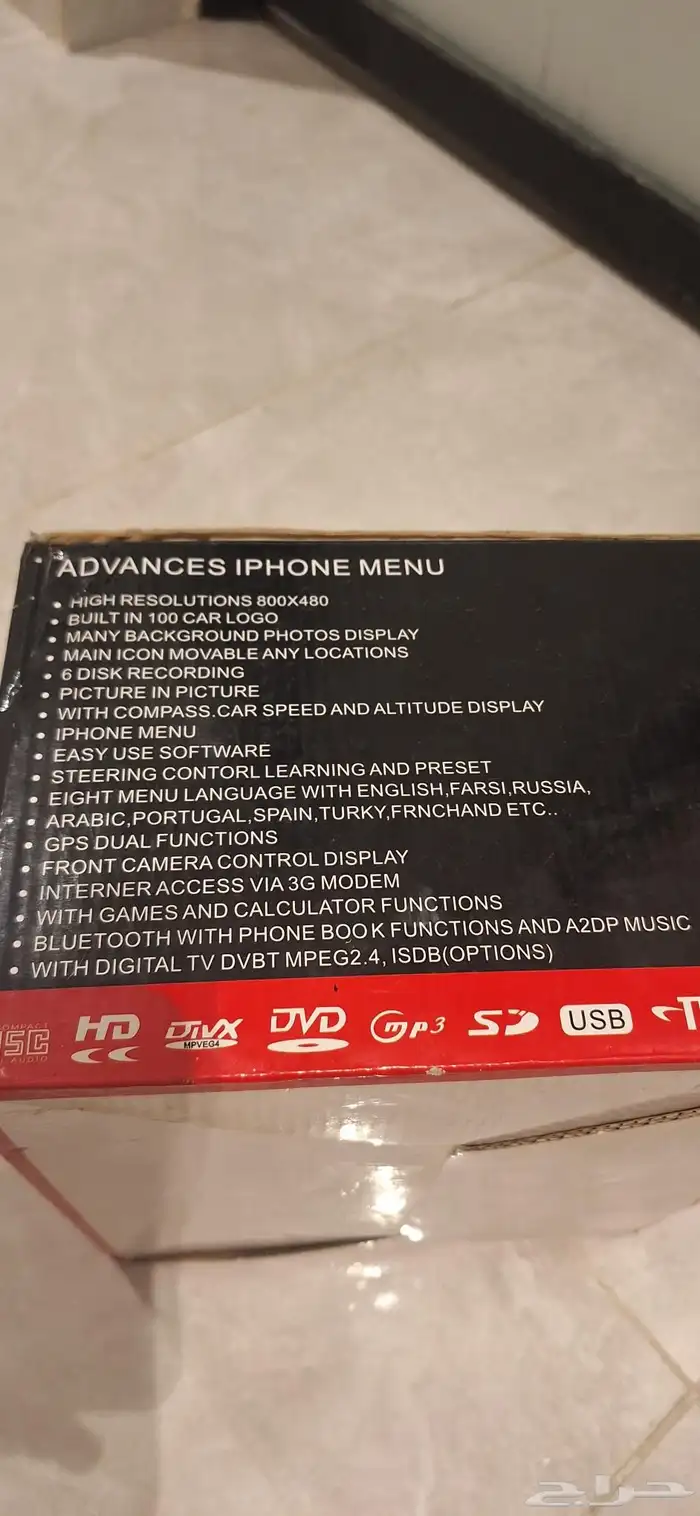 • ADVANCES IPHONE MENU
• HIGH RESOLUTIONS 800X480
• BUILT IN 100 CAR LOGO
• MANY BACKGROUND PHOTOS DISPLAY
• MAIN ICON MOVABLE ANY LOCATIONS
• 6 DISK RECORDING
• PICTURE IN PICTURE
• WITH COMPASS.CAR SPEED AND ALTITUDE DISPLAY
• IPHONE MENU
• EASY USE SOFTWARE
• STEERING CONTORL LEARNING AND PRESET
• EIGHT MENU LANGUAGE WITH ENGLISH,FARSI,RUSSIA,
• ARABIC,PORTUGAL,SPAIN,TURKY,FRNCHAND ETC..
• GPS DUAL FUNCTIONS
• FRONT CAMERA CONTROL DISPLAY
• INTERNER ACCESS VIA 3G MODEM
• WITH GAMES AND CALCULATOR FUNCTIONS
• BLUETOOTH WITH PHONE BOOK FUNCTIONS AND A2DP MUSIC
• WITH DIGITAL TV DVBT MPEG2.4, ISDB(OPTIONS)
HD DIVX DVD MP3 SD USB
MPVEG4
حراج